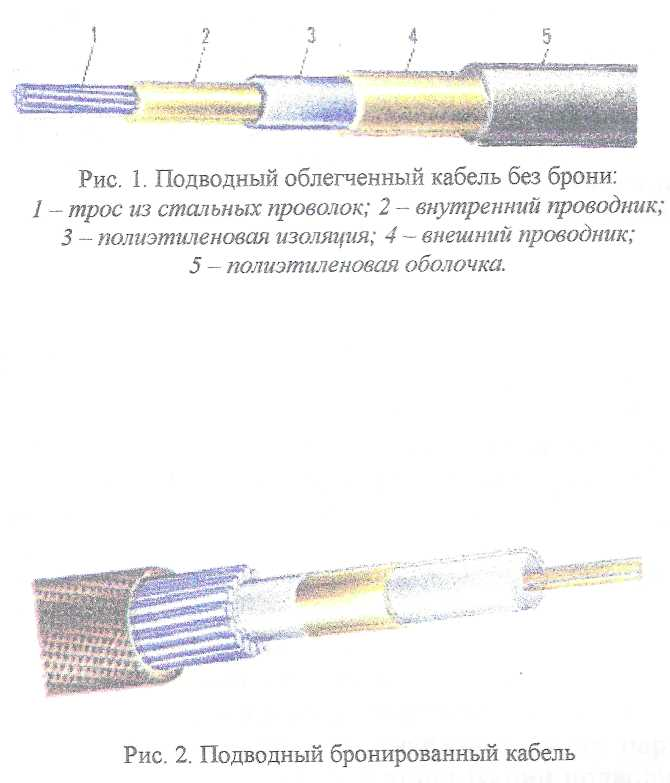 1 2 3 4 5
Рис. 1. Подводный облегченный кабель без брони:
1 – трос из стальных проволок; 2 – внутренний проводник;
3 – полиэтиленовая изоляция; 4 – внешний проводник;
5 – полиэтиленовая оболочка.
Рис. 2. Подводный бронированный кабель